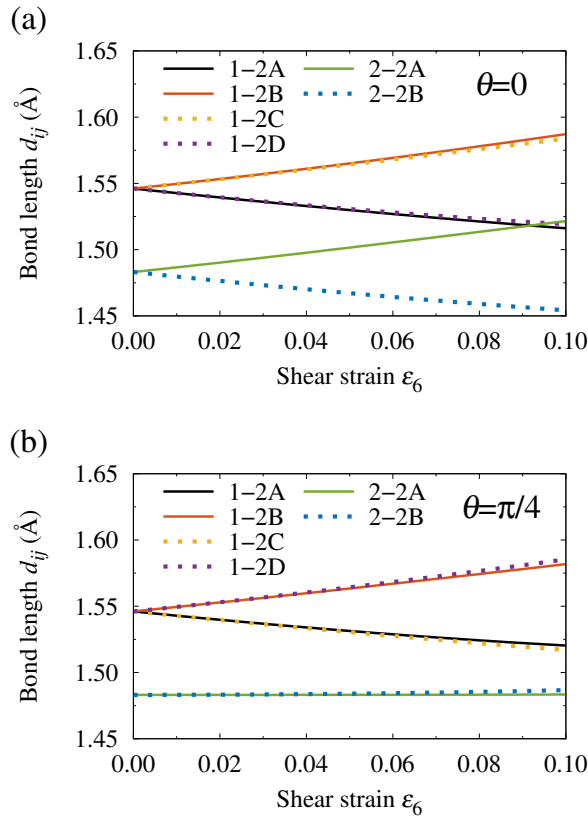 (a)
Bond length dij (Å)
1.65
1.60
1.55
1.50
1.45
1−2A
1−2B
1−2C
1−2D
2−2A
2−2B
θ=0
0.00 0.02 0.04 0.06 0.08 0.10
Shear strain ε6
(b)
Bond length dij (Å)
1.65
1.60
1.55
1.50
1.45
1−2A
1−2B
1−2C
1−2D
2−2A
2−2B
θ=π/4
0.00 0.02 0.04 0.06 0.08 0.10
Shear strain ε6